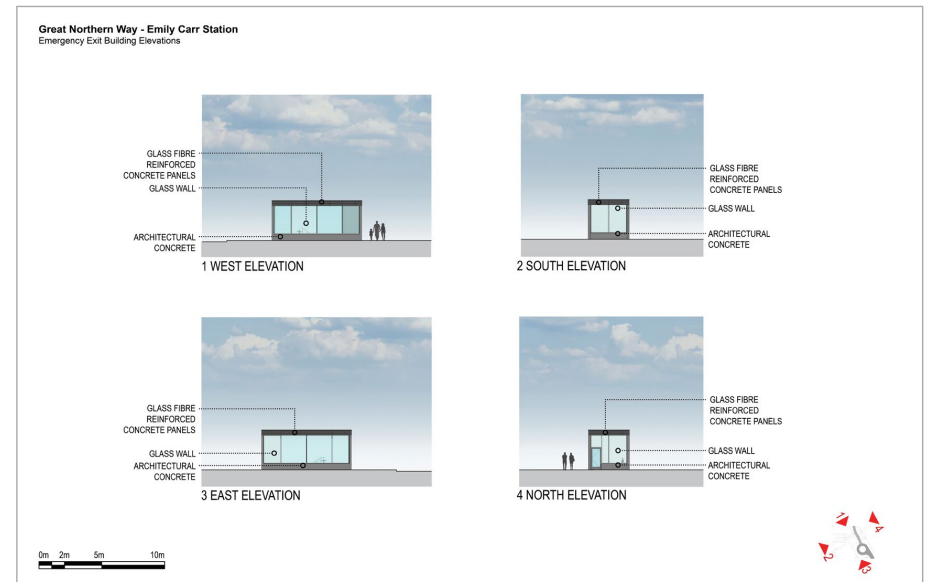 Great Northern Way - Emily Carr Station
Emergency Exit Building Elevations
GLASS FIBRE
REINFORCED
CONCRETE PANELS
GLASS WALL
ARCHITECTURAL
CONCRETE
1 WEST ELEVATION
GLASS FIBRE
REINFORCED
CONCRETE PANELS
GLASS WALL
ARCHITECTURAL
CONCRETE
2 SOUTH ELEVATION
GLASS FIBRE
REINFORCED
CONCRETE PANELS
GLASS WALL
ARCHITECTURAL
CONCRETE
3 EAST ELEVATION
GLASS FIBRE
REINFORCED
CONCRETE PANELS
GLASS WALL
ARCHITECTURAL
CONCRETE
4 NORTH ELEVATION
0m 2m 5m 10m
1 4
2 3